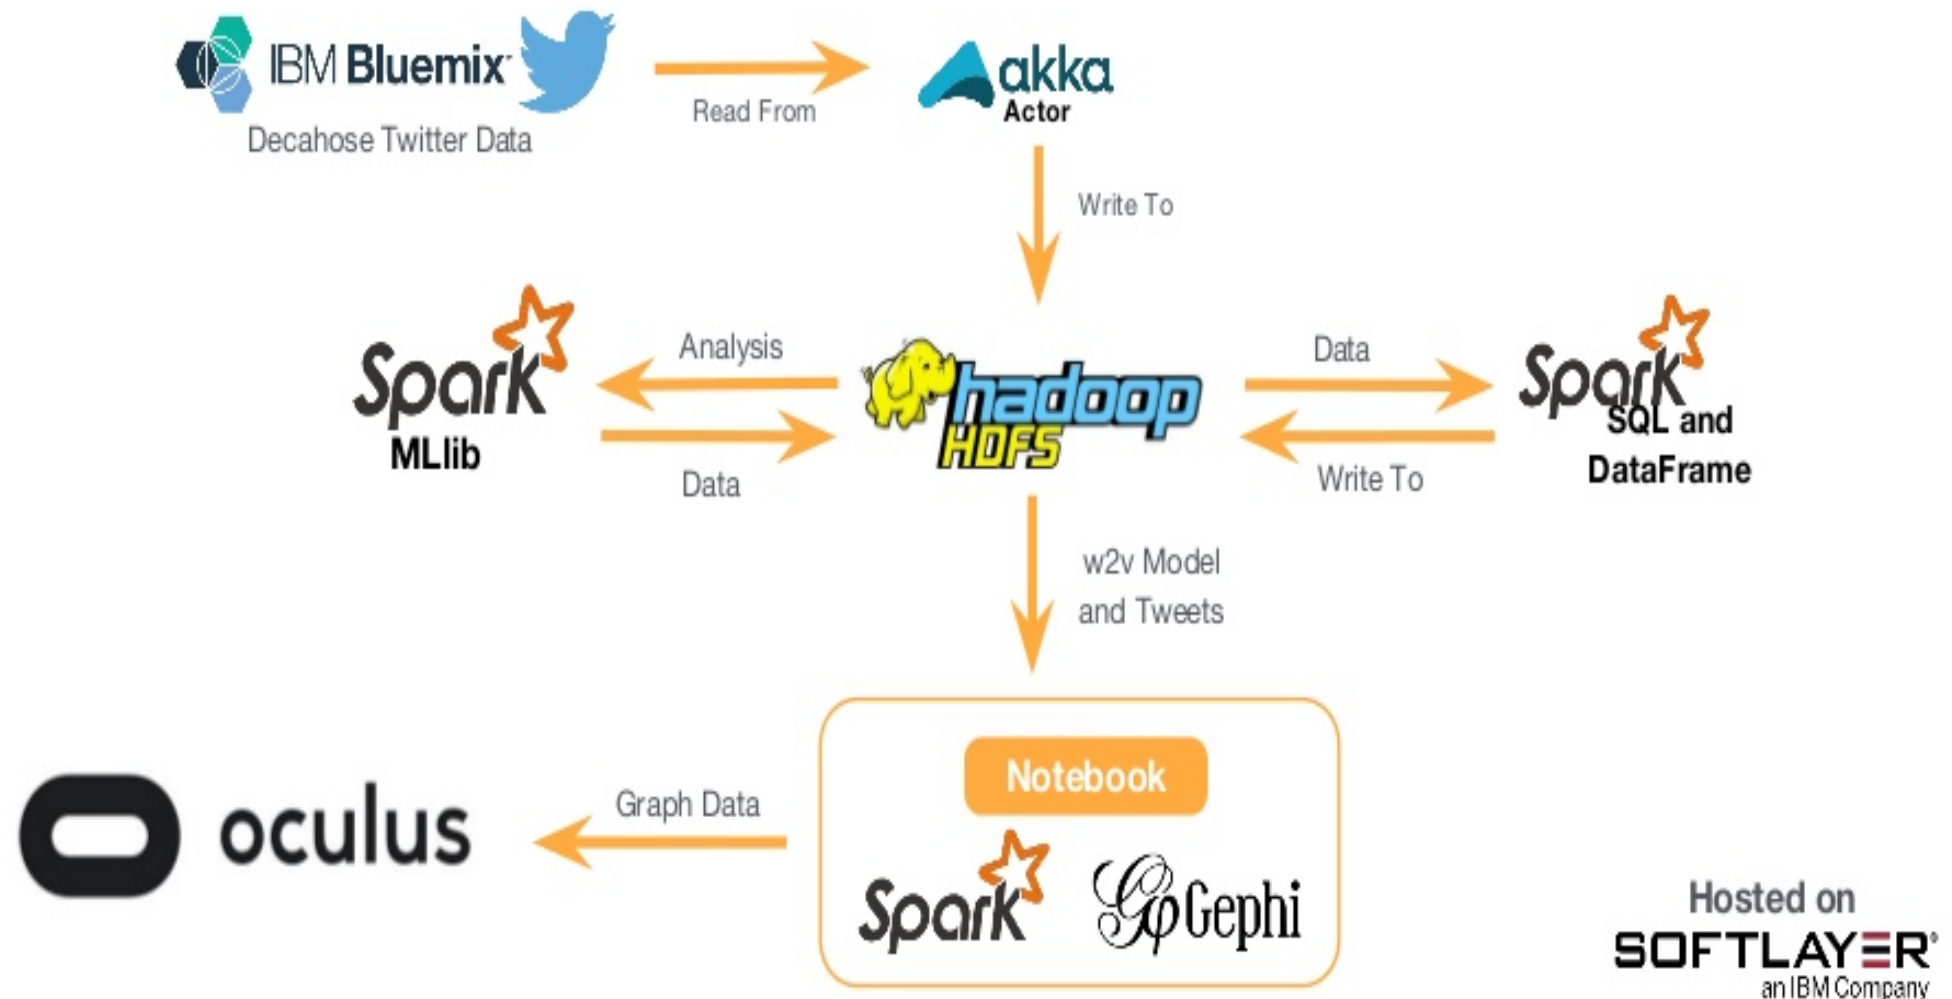 IBM Bluemix™
Decahose Twitter Data
Read From
akka
Actor
Write To
Spark
MLlib
Analysis
Data
hadoop
HDFS
Data
Write To
Spark
SQL and
DataFrame
w2v Model
and Tweets
Notebook
Spark
Gephi
Graph Data
oculus
Hosted on
SOFTLAYER®
an IBM Company